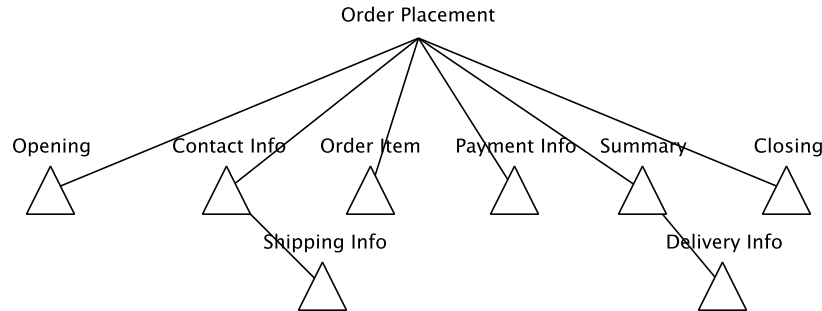 Order Placement
Opening
Contact Info
Order Item
Payment Info
Summary
Closing
Shipping Info
Delivery Info